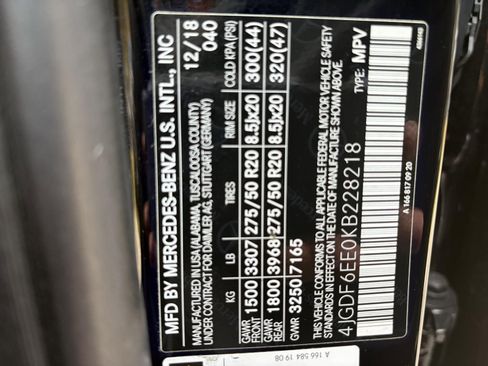 MFD BY MERCEDES-BENZ U.S. INTL., INC
MANUFACTURED IN USA (ALABAMA, TUSCALOOSA COUNTY) 12/18
UNDER CONTRACT FOR DAIMLER AG, STUTTGART (GERMANY) 040
KG LB TIRES RIM SIZE COLD KPA (PSI)
GAWR FRONT 1500 3307 275/50 R20 8.5Jx20 300(44)
GAWR REAR 1800 3968 275/50 R20 8.5Jx20 320(47)
GVWR 3250 7165
THIS VEHICLE CONFORMS TO ALL APPLICABLE FEDERAL MOTOR VEHICLE SAFETY
STANDARDS IN EFFECT ON THE DATE OF MANUFACTURE SHOWN ABOVE.
4JGDF6EE0KB228218 TYPE: MPV
A 166 817 09 20
A 166 584 19 08